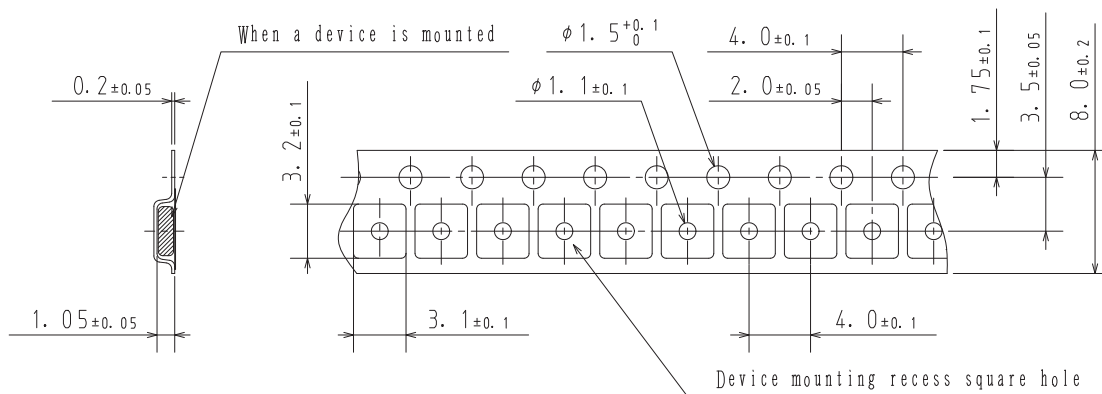 When a device is mounted
φ1.5 +0.1 0
4.0±0.1
0.2±0.05
φ1.1±0.1
2.0±0.05
1.75±0.1
3.5±0.05
8.0±0.2
3.2±0.1
1.05±0.05
3.1±0.1
4.0±0.1
Device mounting recess square hole